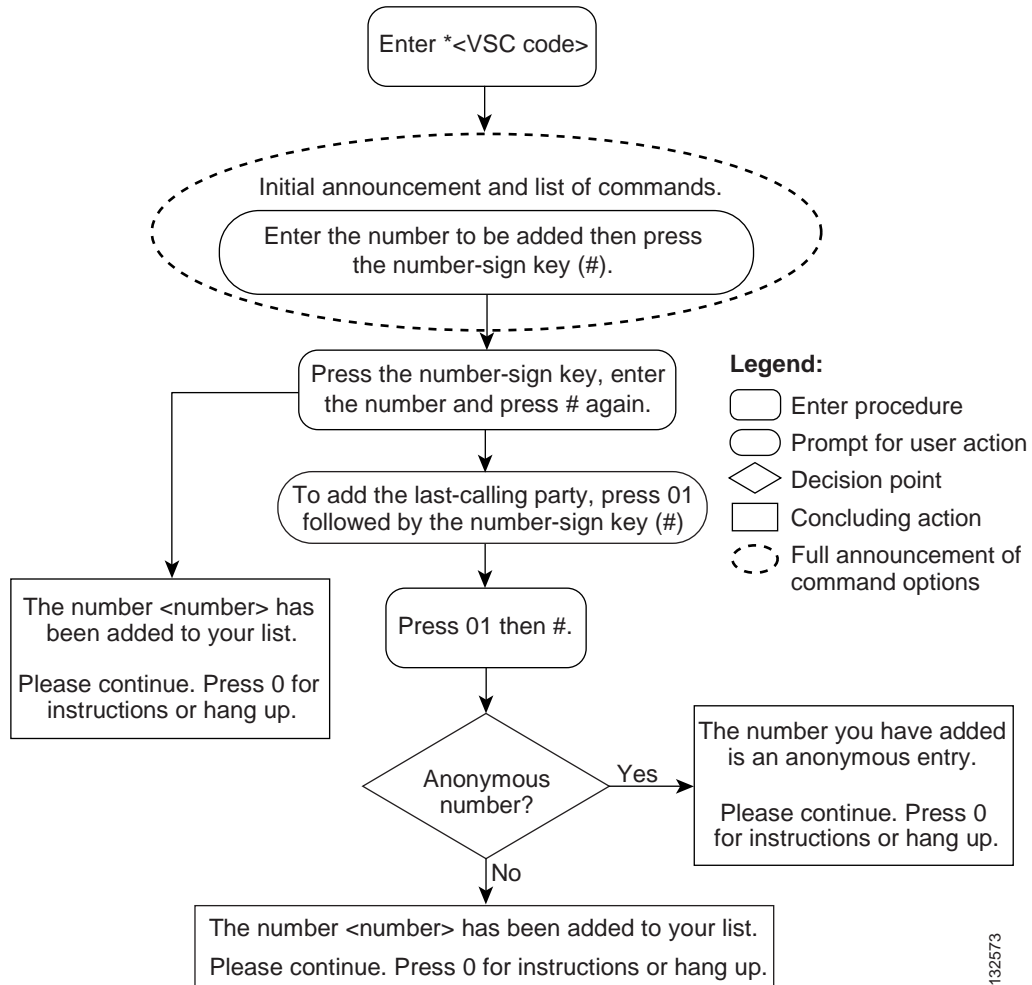 Enter *<VSC code>
Initial announcement and list of commands.
Enter the number to be added then press
the number-sign key (#).
Press the number-sign key, enter
the number and press # again.
To add the last-calling party, press 01
followed by the number-sign key (#)
Press 01 then #.
The number <number> has
been added to your list.
Please continue. Press 0 for
instructions or hang up.
Anonymous
number?
Yes
The number you have added
is an anonymous entry.
Please continue. Press 0
for instructions or hang up.
No
The number <number> has been added to your list.
Please continue. Press 0 for instructions or hang up.
Legend:
Enter procedure
Prompt for user action
Decision point
Concluding action
Full announcement of
command options
132573